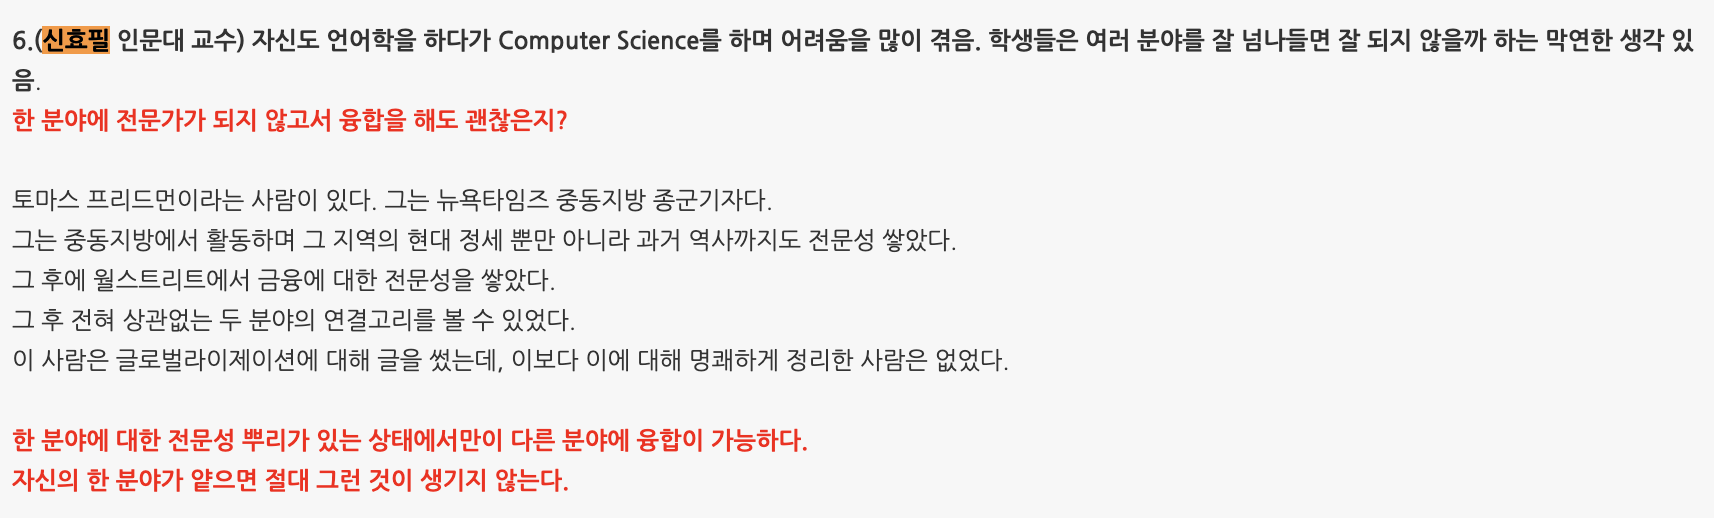 6.(신효필 인문대 교수) 자신도 언어학을 하다가 Computer Science를 하며 어려움을 많이 겪음. 학생들은 여러 분야를 잘 넘나들면 잘 되지 않을까 하는 막연한 생각 있
음.
한 분야에 전문가가 되지 않고서 융합을 해도 괜찮은지?
토마스 프리드먼이라는 사람이 있다. 그는 뉴욕타임즈 중동지방 종군기자다.
그는 중동지방에서 활동하며 그 지역의 현대 정세 뿐만 아니라 과거 역사까지도 전문성 쌓았다.
그 후에 월스트리트에서 금융에 대한 전문성을 쌓았다.
그 후 전혀 상관없는 두 분야의 연결고리를 볼 수 있었다.
이 사람은 글로벌라이제이션에 대해 글을 썼는데, 이보다 이에 대해 명쾌하게 정리한 사람은 없었다.
한 분야에 대한 전문성 뿌리가 있는 상태에서만이 다른 분야에 융합이 가능하다.
자신의 한 분야가 얕으면 절대 그런 것이 생기지 않는다.